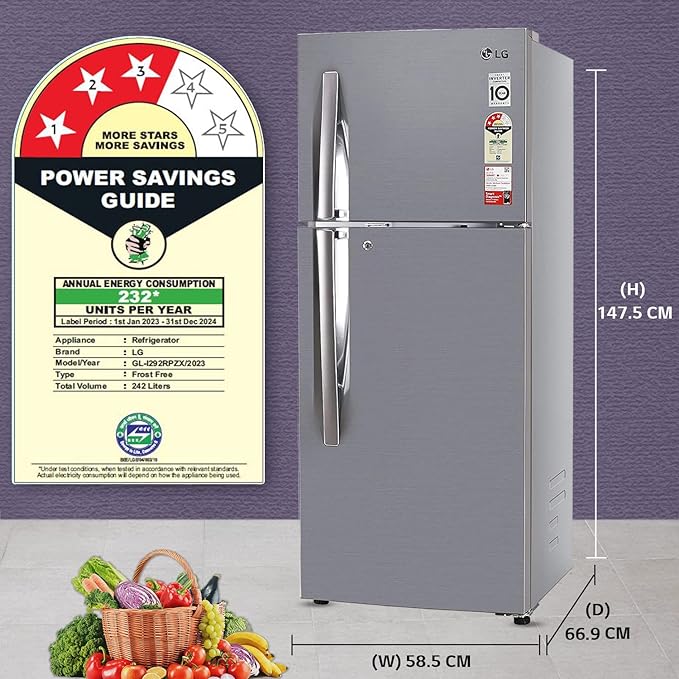 1
2
3
4
5
MORE STARS
MORE SAVINGS
POWER SAVINGS
GUIDE
ANNUAL ENERGY CONSUMPTION
232*
UNITS PER YEAR
Label Period : 1st Jan 2023 - 31st Dec 2024
Appliance : Refrigerator
Brand : LG
Model/Year : GL-I292RPZX/2023
Type : Frost Free
Total Volume : 242 Liters
*Under test conditions, when tested in accordance with relevant standards.
Actual electricity consumption will depend on how the appliance being used.
LG
INVERTER
10
(H)
147.5 CM
(D)
66.9 CM
(W) 58.5 CM